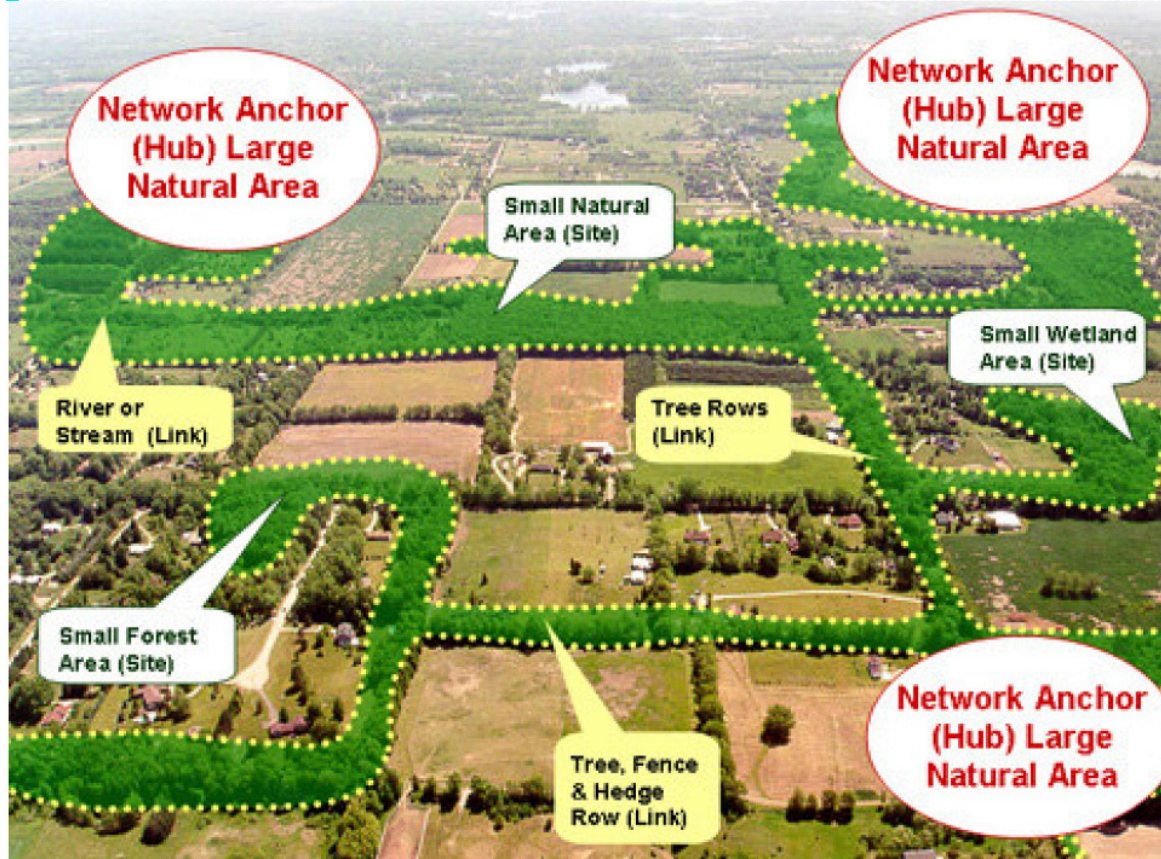 Network Anchor
(Hub) Large
Natural Area
Network Anchor
(Hub) Large
Natural Area
Small Natural
Area (Site)
Small Wetland
Area (Site)
River or
Stream (Link)
Tree Rows
(Link)
Small Forest
Area (Site)
Tree, Fence
& Hedge
Row (Link)
Network Anchor
(Hub) Large
Natural Area